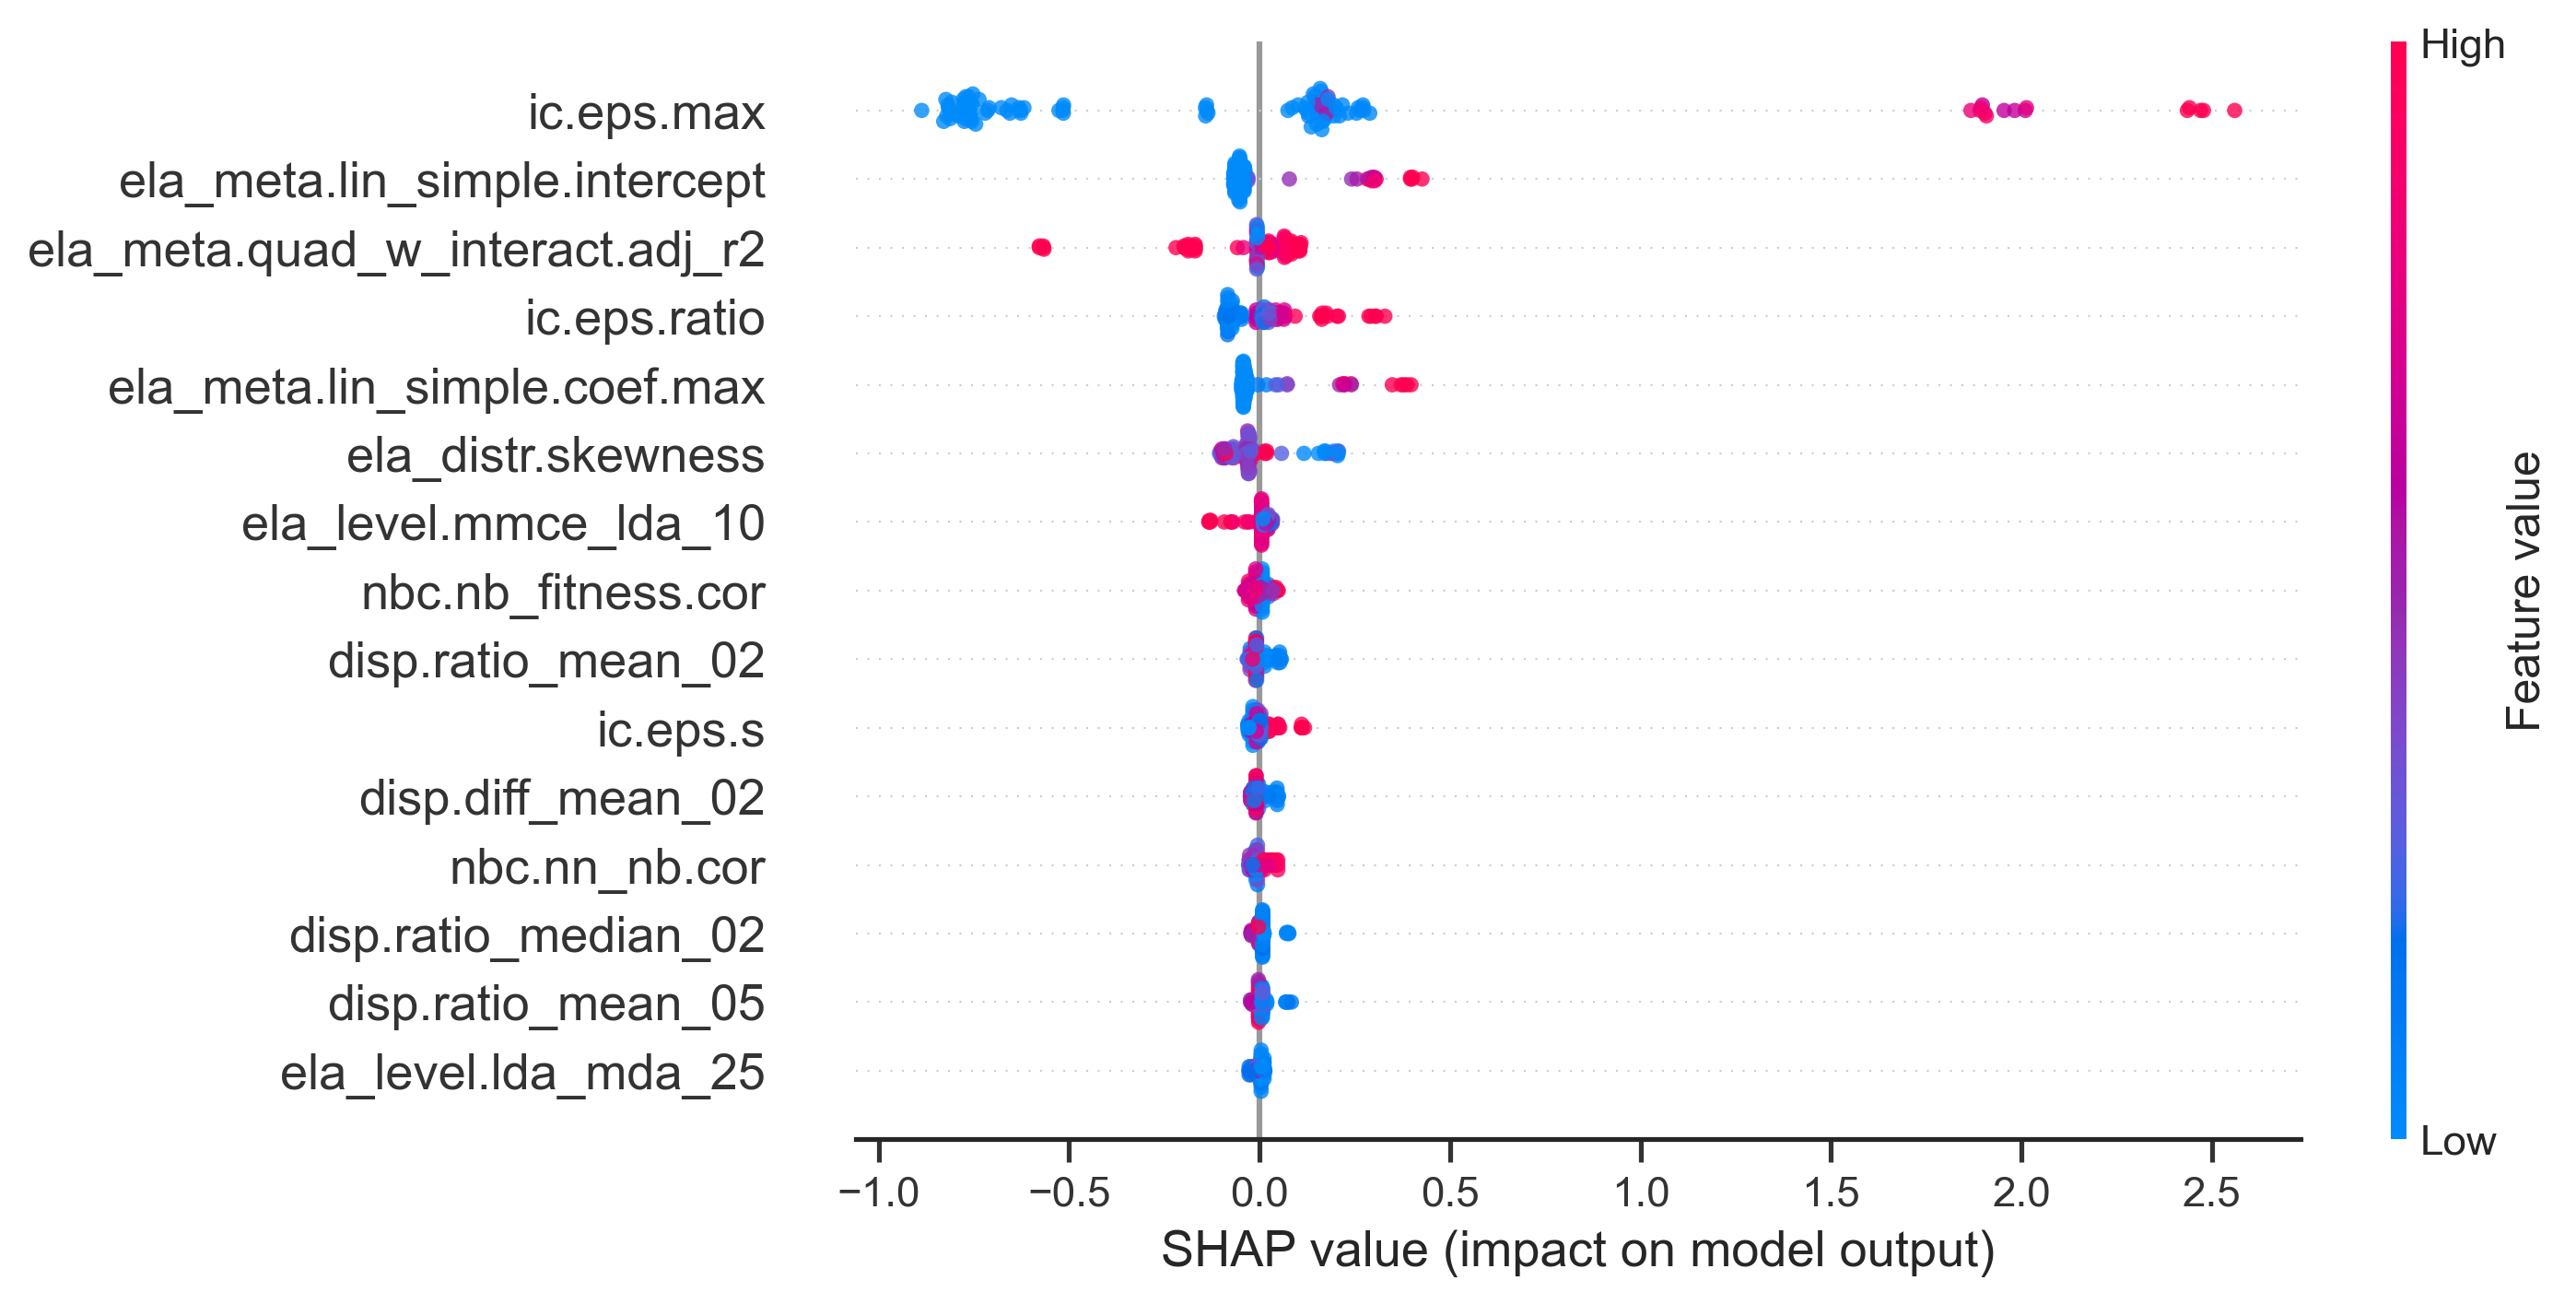 High
ic.eps.max
ela_meta.lin_simple.intercept
ela_meta.quad_w_interact.adj_r2
ic.eps.ratio
ela_meta.lin_simple.coef.max
ela_distr.skewness
ela_level.mmce_lda_10
nbc.nb_fitness.cor
disp.ratio_mean_02
ic.eps.s
disp.diff_mean_02
nbc.nn_nb.cor
disp.ratio_median_02
disp.ratio_mean_05
ela_level.lda_mda_25
Feature value
Low
−1.0 −0.5 0.0 0.5 1.0 1.5 2.0 2.5
SHAP value (impact on model output)